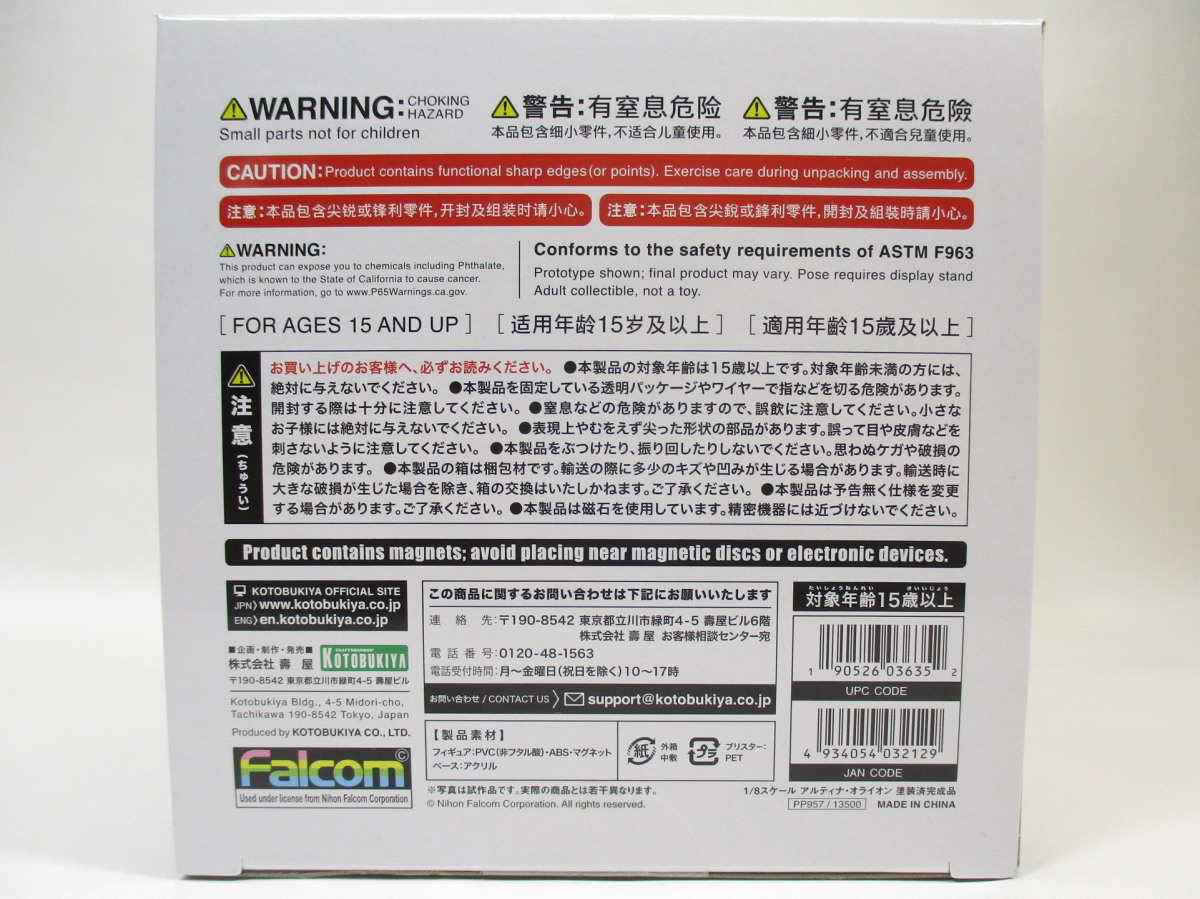 WARNING: CHOKING HAZARD
Small parts not for children
警告:有窒息危险
本品包含细小零件,不适合儿童使用。
警告:有窒息危險
本品包含細小零件,不適合兒童使用。
CAUTION: Product contains functional sharp edges (or points). Exercise care during unpacking and assembly.
注意:本品包含尖锐或锋利零件,开封及组装时请小心。
注意:本品包含尖銳或鋒利零件,開封及組裝時請小心。
WARNING:
This product can expose you to chemicals including Phthalate,
which is known to the State of California to cause cancer.
For more information, go to www.P65Warnings.ca.gov.
Conforms to the safety requirements of ASTM F963
Prototype shown; final product may vary. Pose requires display stand
Adult collectible, not a toy.
[ FOR AGES 15 AND UP ] [ 适用年龄15岁及以上 ] [ 適用年齡15歲及以上 ]
注意(ちゅうい)
お買い上げのお客様へ、必ずお読みください。 ●本製品の対象年齢は15歳以上です。対象年齢未満の方には、
絶対に与えないでください。 ●本製品を固定している透明パッケージやワイヤーで指などを切る危険があります。
開封する際は十分に注意してください。 ●窒息などの危険がありますので、誤飲に注意してください。小さな
お子様には絶対に与えないでください。 ●表現上やむをえず尖った形状の部品があります。誤って目や皮膚などを
刺さないように注意してください。 ●本製品をぶつけたり、振り回したりしないでください。思わぬケガや破損の
危険があります。 ●本製品の箱は梱包材です。輸送の際に多少のキズや凹みが生じる場合があります。輸送時に
大きな破損が生じた場合を除き、箱の交換はいたしかねます。ご了承ください。 ●本製品は予告無く仕様を変更
する場合があります。ご了承ください。 ●本製品は磁石を使用しています。精密機器には近づけないでください。
Product contains magnets; avoid placing near magnetic discs or electronic devices.
KOTOBUKIYA OFFICIAL SITE
JPN〉www.kotobukiya.co.jp
ENG〉en.kotobukiya.co.jp
■企画・制作・発売■
株式会社 壽 屋
CRAFTSMANSHIP
KOTOBUKIYA
〒190-8542 東京都立川市緑町4-5 壽屋ビル
Kotobukiya Bldg., 4-5 Midori-cho,
Tachikawa 190-8542 Tokyo, Japan
Produced by KOTOBUKIYA CO., LTD.
Falcom ©
Used under license from Nihon Falcom Corporation
この商品に関するお問い合わせは下記にお願いいたします
連絡先:〒190-8542 東京都立川市緑町4-5 壽屋ビル6階
株式会社 壽屋 お客様相談センター宛
電話番号:0120-48-1563
電話受付時間:月~金曜日(祝日を除く)10~17時
お問い合わせ / CONTACT US 〉 support@kotobukiya.co.jp
【製品素材】
フィギュア:PVC(非フタル酸)・ABS・マグネット
ベース:アクリル
紙 外箱
中敷
プラ ブリスター:
PET
※写真は試作品です。実際の商品とは若干異なります。
© Nihon Falcom Corporation. All rights reserved.
たいしょうねんれい さいいじょう
対象年齢15歳以上
1 90526 03635 2
UPC CODE
4 934054 032129
JAN CODE
1/8スケール アルティナ・オライオン 塗装済完成品
PP957 / 13500 MADE IN CHINA